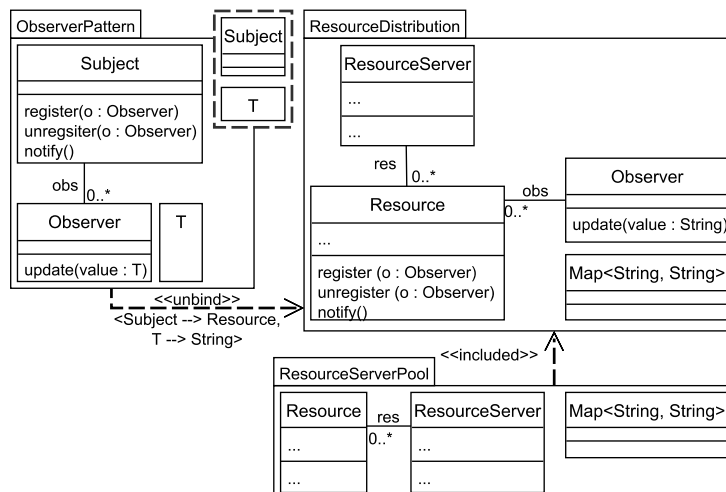 ObserverPattern
Subject
register(o : Observer)
unregsiter(o : Observer)
notify()
obs
0..*
Observer
update(value : T)
T
Subject
T
ResourceDistribution
ResourceServer
...
...
res
0..*
Resource
...
register (o : Observer)
unregister (o : Observer)
notify()
obs
0..*
Observer
update(value : String)
Map<String, String>
<<unbind>>
<Subject --> Resource,
T --> String>
<<included>>
ResourceServerPool
Resource
...
...
res
0..*
ResourceServer
...
...
Map<String, String>